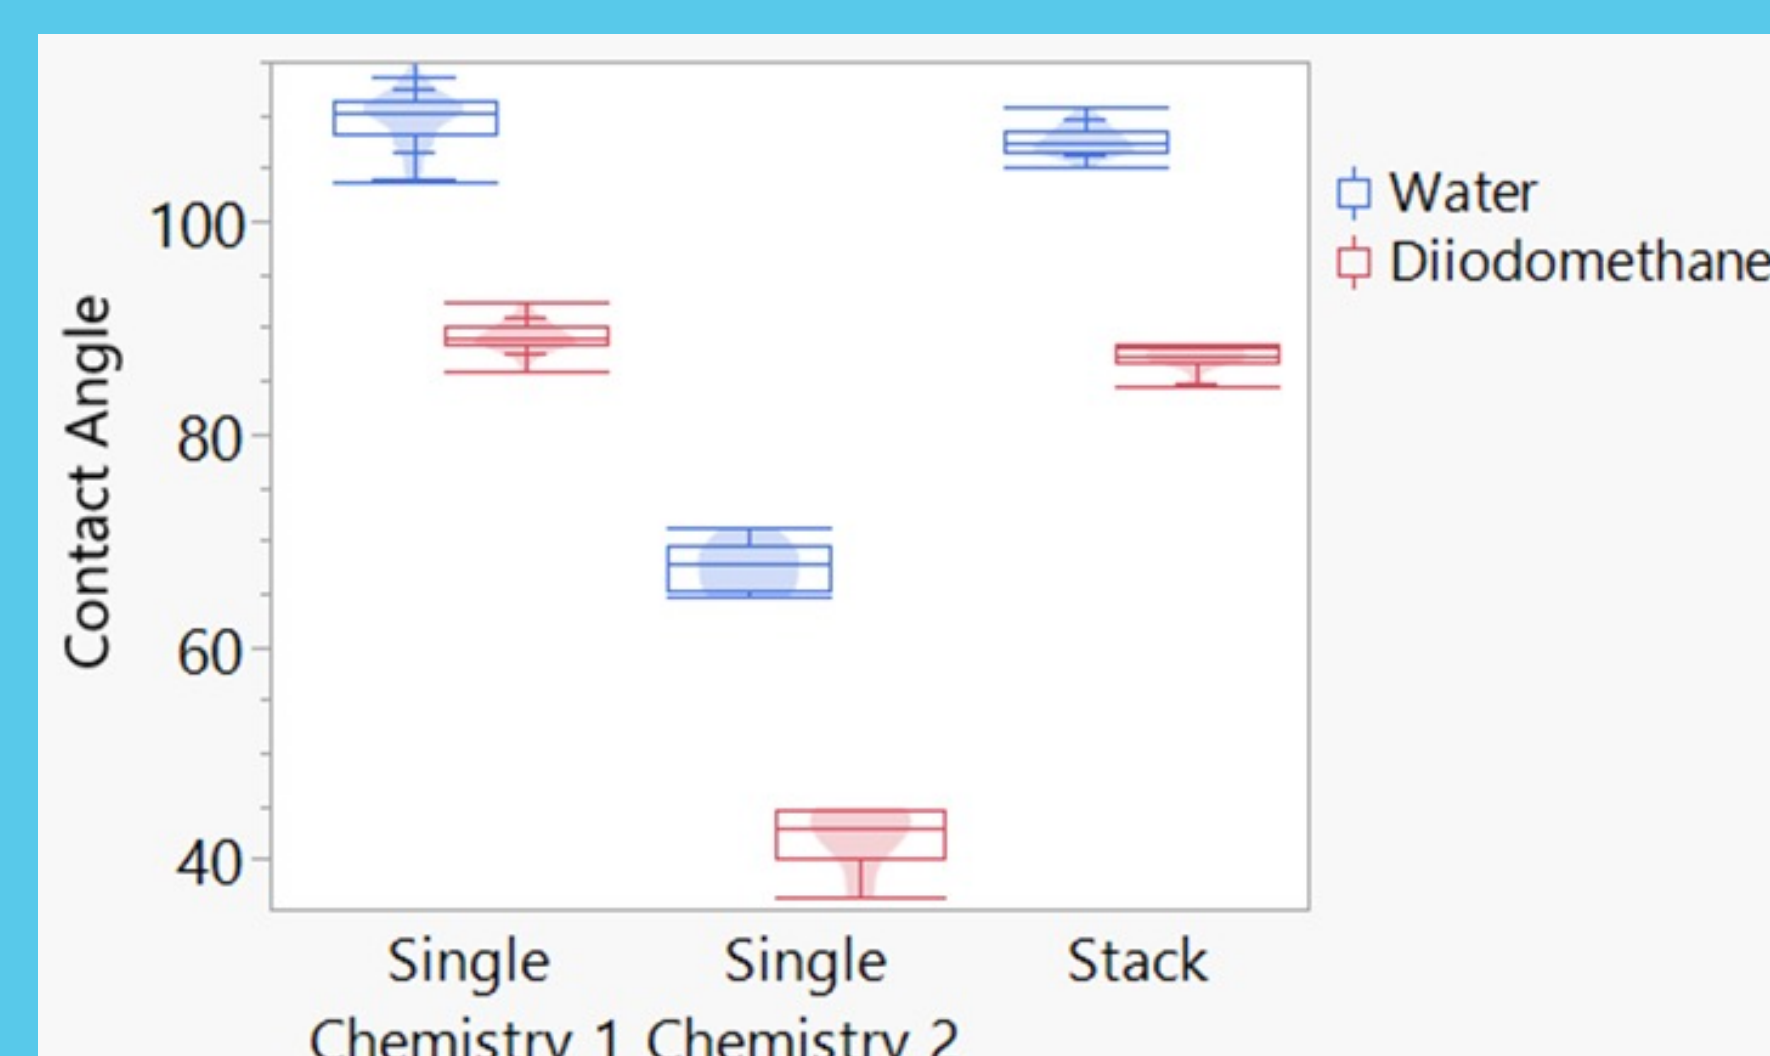 Contact Angle
100
80
60
40
Water
Diiodomethane
Single Single Stack
Chemistry 1 Chemistry 2